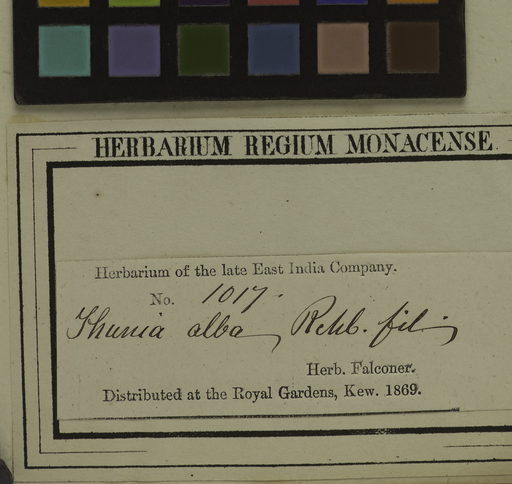 HERBARIUM REGIUM MONACENSE.
Herbarium of the late East India Company.
No. 1017.
Thunia alba, Rchb. fil.
Herb. Falconer.
Distributed at the Royal Gardens, Kew. 1869.